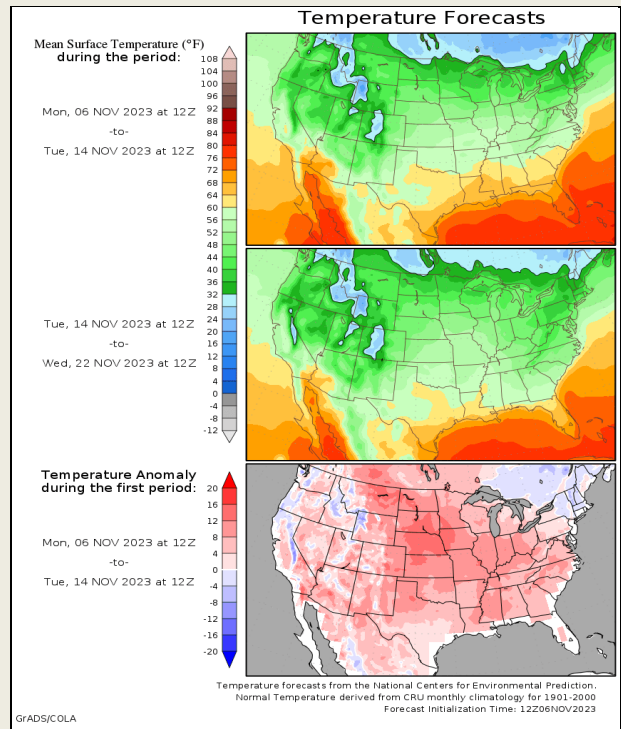 Temperature Forecasts
Mean Surface Temperature (°F)
during the period:
Mon, 06 NOV 2023 at 12Z
-to-
Tue, 14 NOV 2023 at 12Z
108
104
100
96
92
88
84
80
76
72
68
64
60
56
52
48
44
40
36
32
28
24
20
16
12
8
4
0
-4
-8
-12
Tue, 14 NOV 2023 at 12Z
-to-
Wed, 22 NOV 2023 at 12Z
Temperature Anomaly
during the first period:
Mon, 06 NOV 2023 at 12Z
-to-
Tue, 14 NOV 2023 at 12Z
20
16
12
8
4
0
-4
-8
-12
-16
-20
Temperature forecasts from the National Centers for Environmental Prediction.
Normal Temperature derived from CRU monthly climatology for 1901-2000
Forecast Initialization Time: 12Z06NOV2023
GrADS/COLA